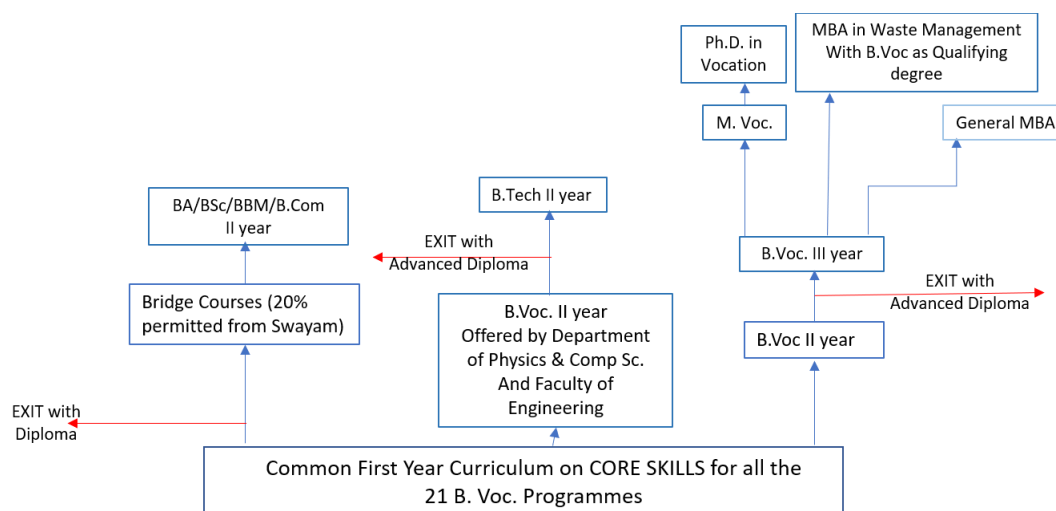 Ph.D. in
Vocation
MBA in Waste Management
With B.Voc as Qualifying
degree
M. Voc.
General MBA
BA/BSc/BBM/B.Com
II year
B.Tech II year
EXIT with
Advanced Diploma
B.Voc. III year
EXIT with
Advanced Diploma
Bridge Courses (20%
permitted from Swayam)
B.Voc. II year
Offered by Department
of Physics & Comp Sc.
And Faculty of
Engineering
B.Voc II year
EXIT with
Diploma
Common First Year Curriculum on CORE SKILLS for all the
21 B. Voc. Programmes